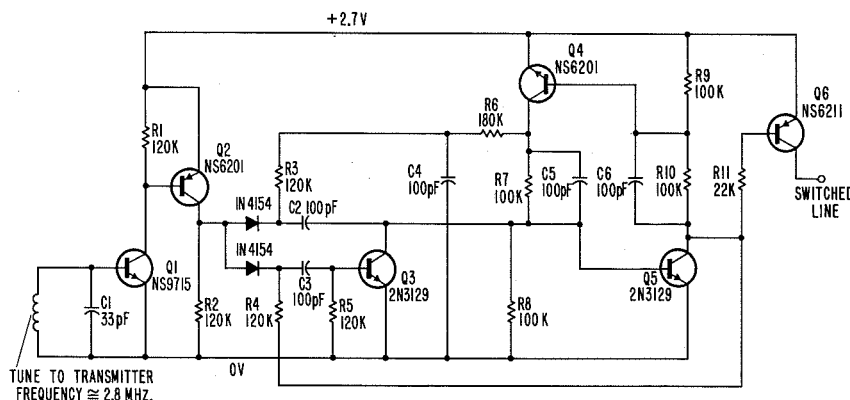 +2.7V
Q4
NS6201
R9
100K
Q6
NS6211
R1
120K
Q2
NS6201
R6
180K
R3
120K
C4
100pF
R7
100K
C5
100pF
C6
100pF
R10
100K
R11
22K
SWITCHED
LINE
IN4154
C2 100pF
IN4154
Q1
NS9715
C1
33pF
R2
120K
R4
120K
C3
100pF
R5
120K
Q3
2N3129
R8
100K
Q5
2N3129
0V
TUNE TO TRANSMITTER
FREQUENCY ≅ 2.8 MHZ.